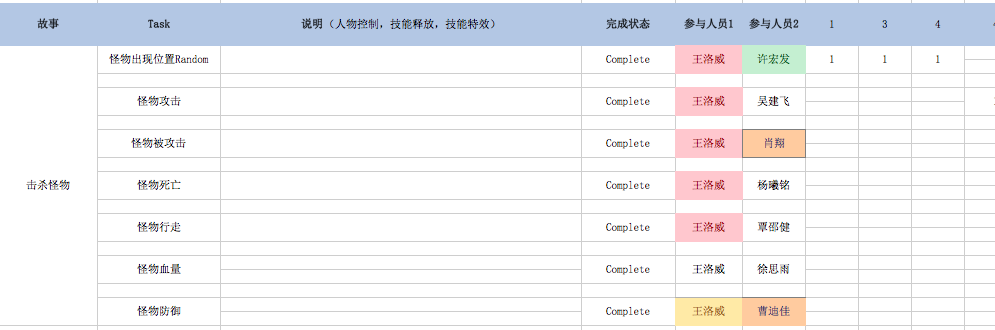 故事 Task 说明（人物控制，技能释放，技能特效） 完成状态 参与人员1 参与人员2 1 3 4
怪物出现位置Random Complete 王洛威 许宏发 1 1 1
怪物攻击 Complete 王洛威 吴建飞
怪物被攻击 Complete 王洛威 肖翔
击杀怪物 怪物死亡 Complete 王洛威 杨曦铭
怪物行走 Complete 王洛威 覃邵健
怪物血量 Complete 王洛威 徐思雨
怪物防御 Complete 王洛威 曹迪佳